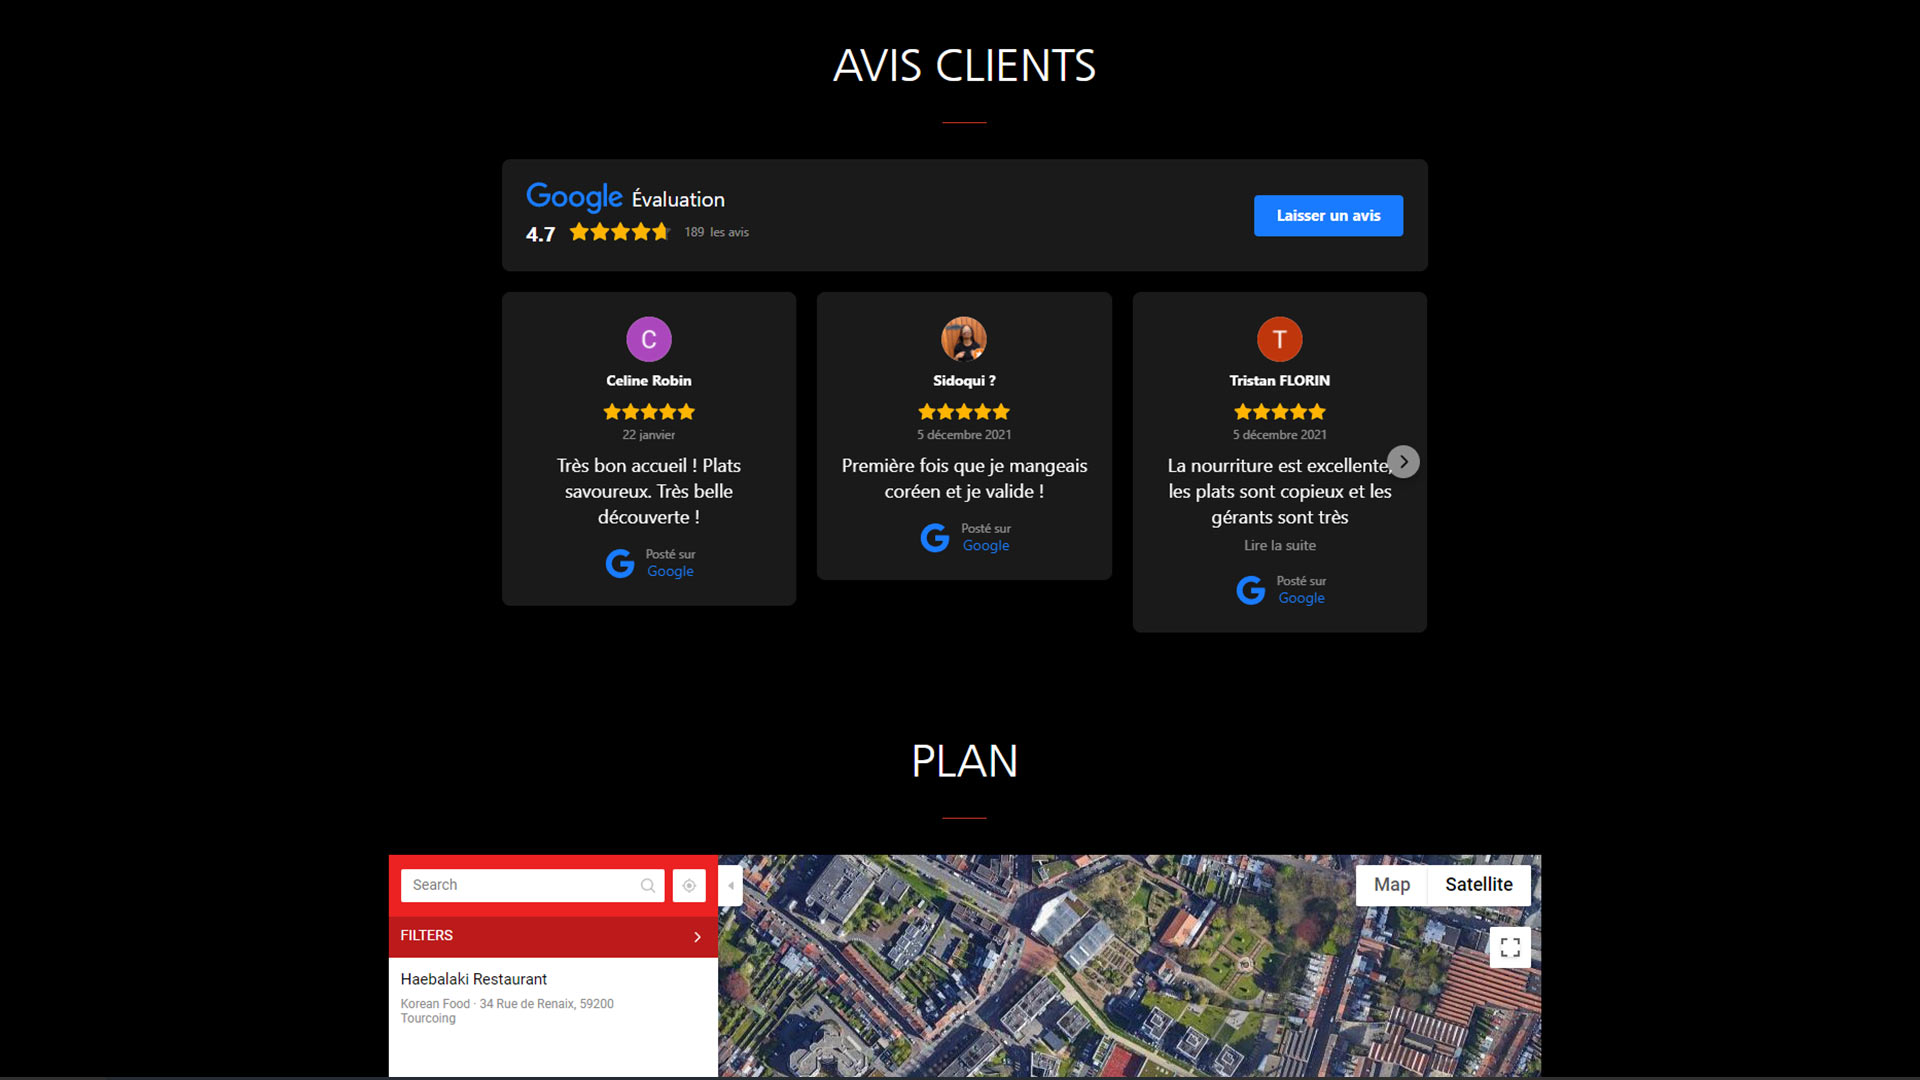 AVIS CLIENTS
Google Évaluation
4.7 189 les avis
Laisser un avis
C
Celine Robin
22 janvier
Très bon accueil ! Plats
savoureux. Très belle
découverte !
Posté sur
Google
Sidoqui ?
5 décembre 2021
Première fois que je mangeais
coréen et je valide !
Posté sur
Google
T
Tristan FLORIN
5 décembre 2021
La nourriture est excellente,
les plats sont copieux et les
gérants sont très
Lire la suite
Posté sur
Google
PLAN
Search
FILTERS
Haebalaki Restaurant
Korean Food · 34 Rue de Renaix, 59200
Tourcoing
Map
Satellite